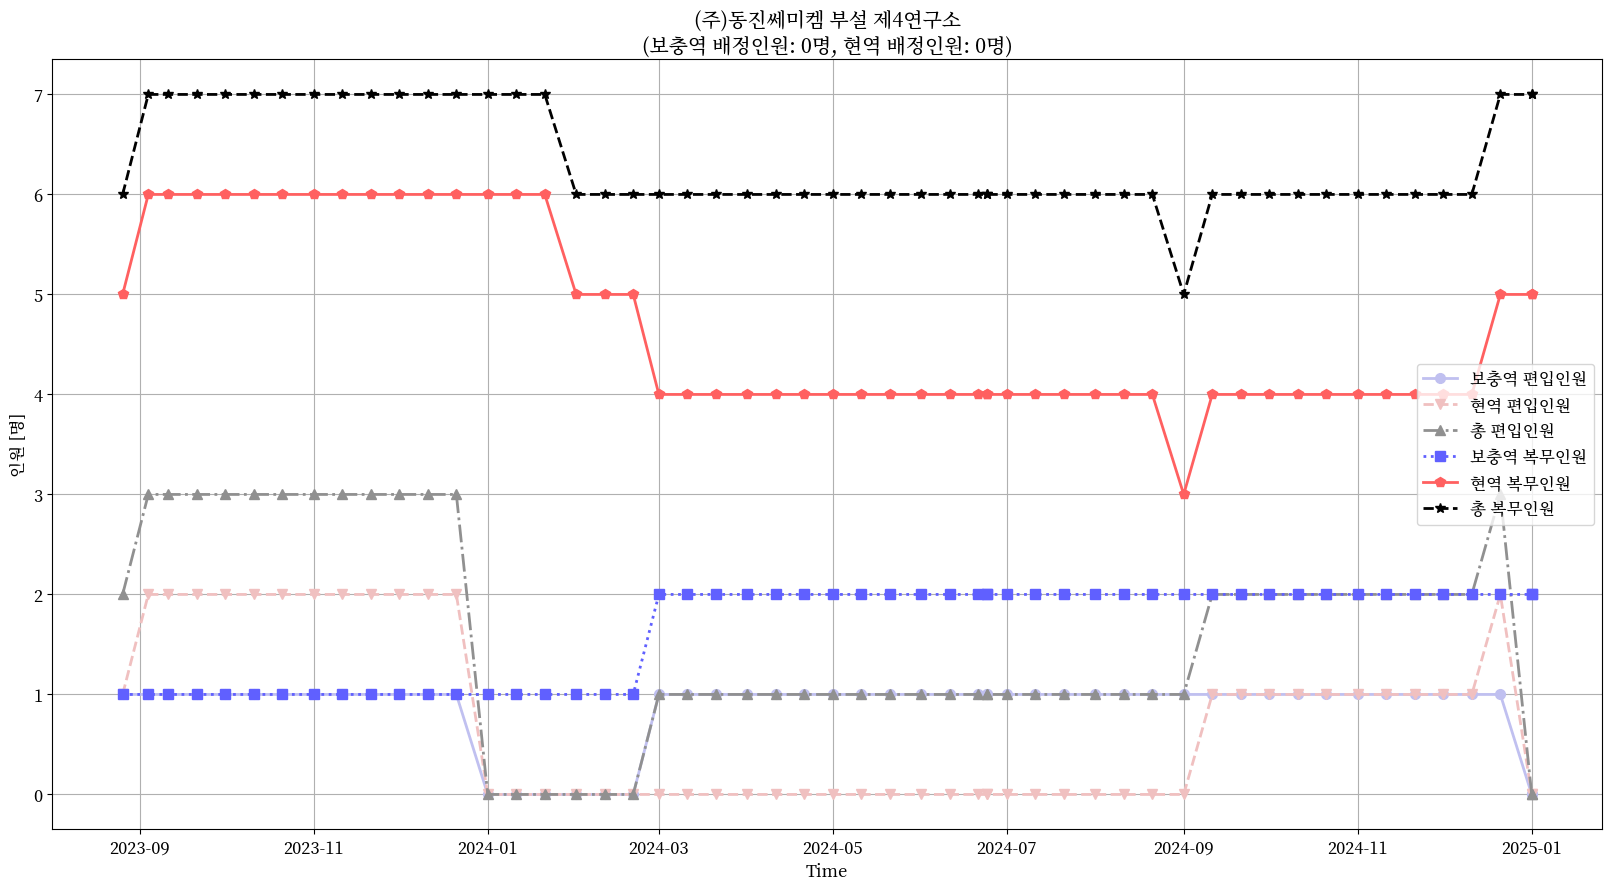 (주)동진쎄미켐 부설 제4연구소
(보충역 배정인원: 0명, 현역 배정인원: 0명)
인원 [명]
7
6
5
4
3
2
1
0
보충역 편입인원
현역 편입인원
총 편입인원
보충역 복무인원
현역 복무인원
총 복무인원
2023-09 2023-11 2024-01 2024-03 2024-05 2024-07 2024-09 2024-11 2025-01
Time